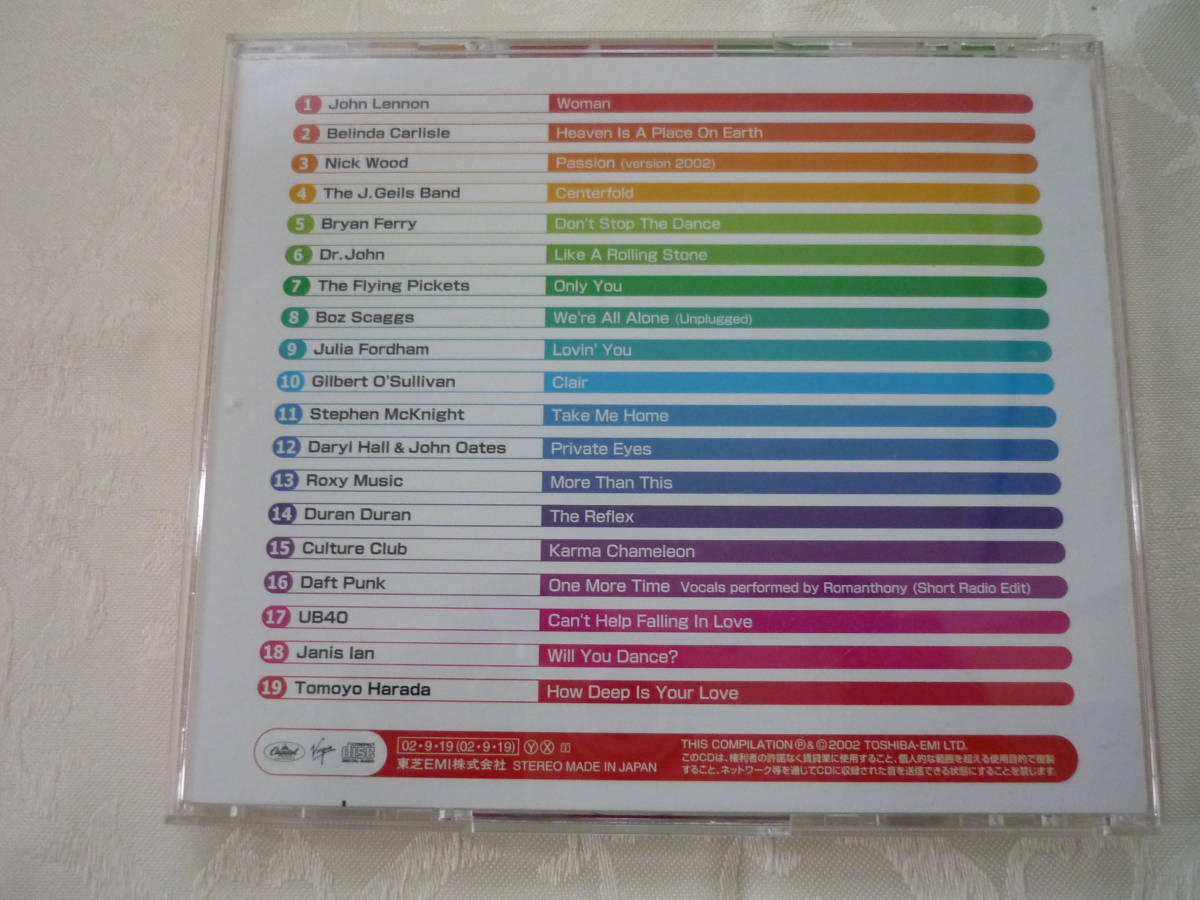 1 John Lennon Woman
2 Belinda Carlisle Heaven Is A Place On Earth
3 Nick Wood Passion (version 2002)
4 The J.Geils Band Centerfold
5 Bryan Ferry Don't Stop The Dance
6 Dr.John Like A Rolling Stone
7 The Flying Pickets Only You
8 Boz Scaggs We're All Alone (Unplugged)
9 Julia Fordham Lovin' You
10 Gilbert O'Sullivan Clair
11 Stephen McKnight Take Me Home
12 Daryl Hall & John Oates Private Eyes
13 Roxy Music More Than This
14 Duran Duran The Reflex
15 Culture Club Karma Chameleon
16 Daft Punk One More Time Vocals performed by Romanthony (Short Radio Edit)
17 UB40 Can't Help Falling In Love
18 Janis Ian Will You Dance?
19 Tomoyo Harada How Deep Is Your Love
Capitol Virgin COMPACT disc DIGITAL AUDIO
02・9・19(02・9・19) Ⓨ Ⓧ
東芝EMI株式会社 STEREO MADE IN JAPAN
THIS COMPILATION Ⓟ&©2002 TOSHIBA-EMI LTD.
このCDは、権利者の許諾なく賃貸業に使用すること、個人的な範囲を超える使用目的で複製
すること、ネットワーク等を通じてCDに収録された音を送信できる状態にすることを禁じます。